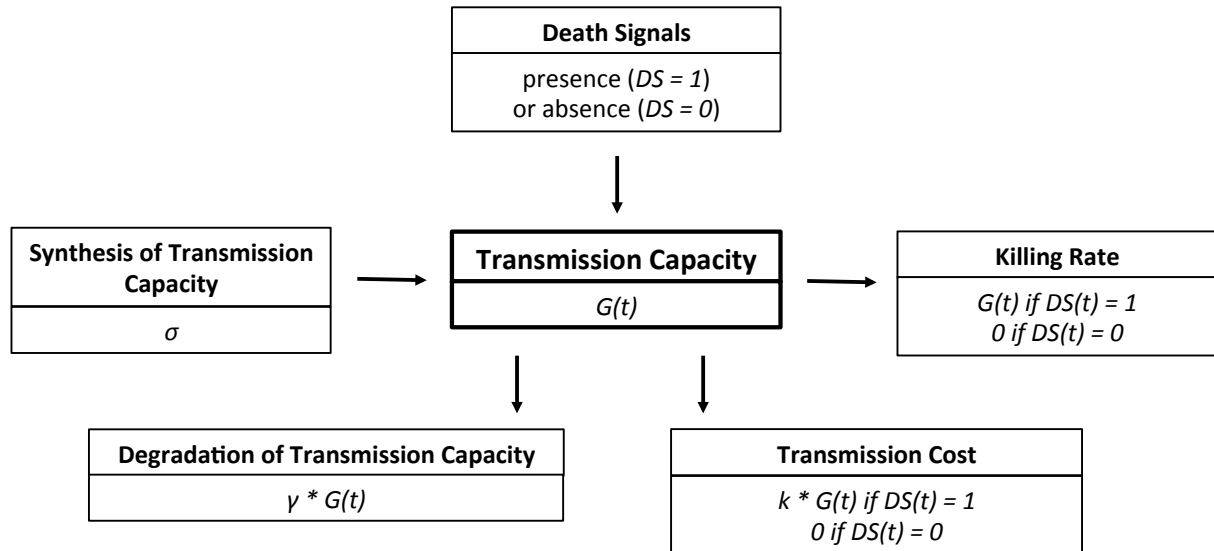 Death Signals
presence (DS = 1)
or absence (DS = 0)
Synthesis of Transmission
Capacity
σ
Transmission Capacity
G(t)
Killing Rate
G(t) if DS(t) = 1
0 if DS(t) = 0
Degradation of Transmission Capacity
γ * G(t)
Transmission Cost
k * G(t) if DS(t) = 1
0 if DS(t) = 0